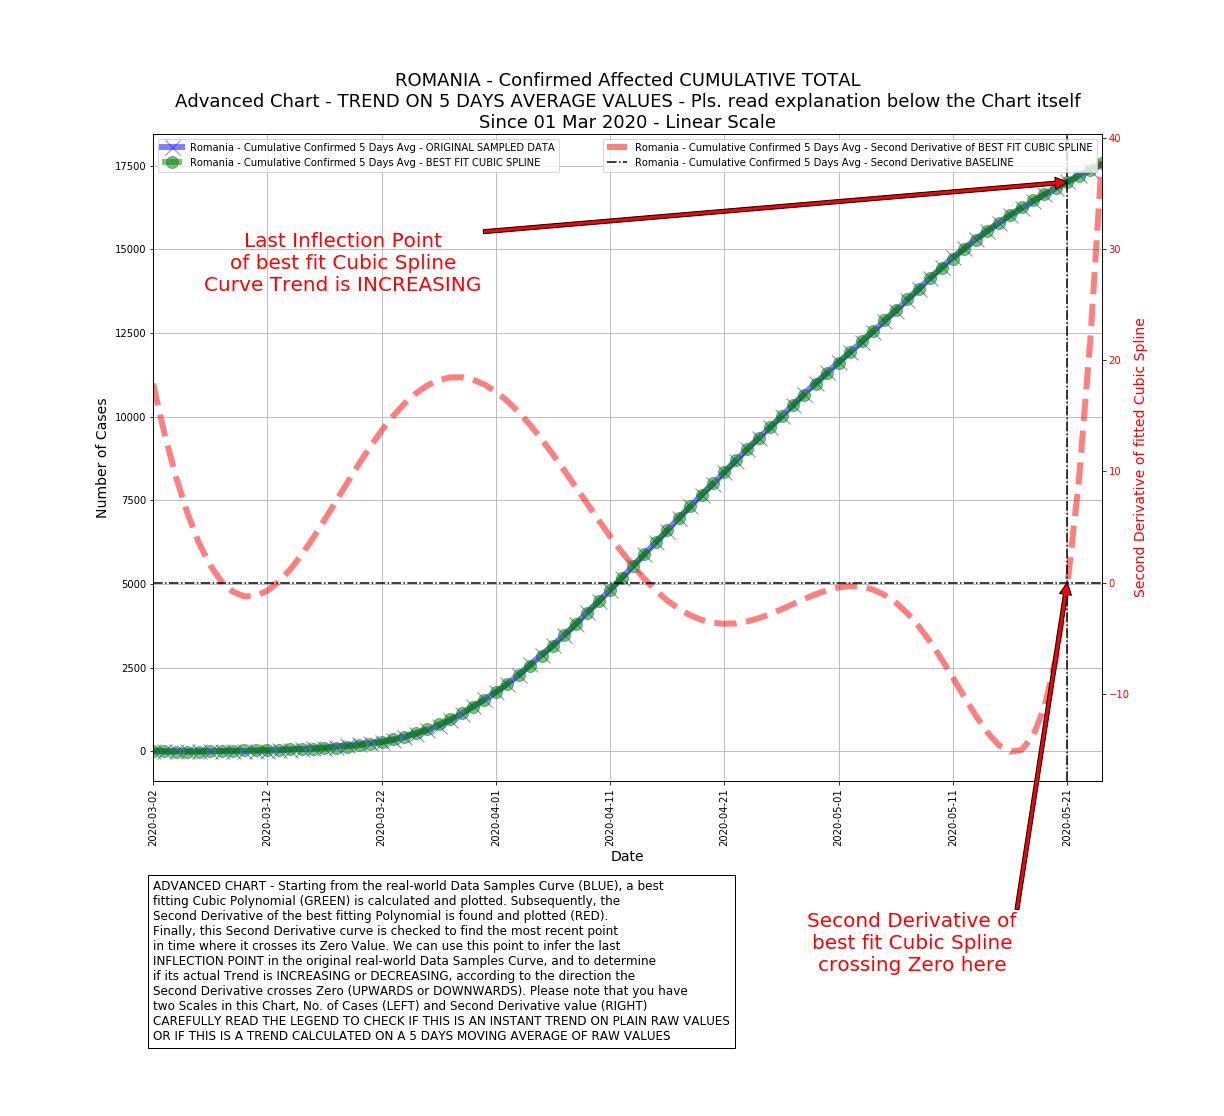 ROMANIA - Confirmed Affected CUMULATIVE TOTAL
Advanced Chart - TREND ON 5 DAYS AVERAGE VALUES - Pls. read explanation below the Chart itself
Since 01 Mar 2020 - Linear Scale
Romania - Cumulative Confirmed 5 Days Avg - ORIGINAL SAMPLED DATA
Romania - Cumulative Confirmed 5 Days Avg - BEST FIT CUBIC SPLINE
Romania - Cumulative Confirmed 5 Days Avg - Second Derivative of BEST FIT CUBIC SPLINE
Romania - Cumulative Confirmed 5 Days Avg - Second Derivative BASELINE
Last Inflection Point
of best fit Cubic Spline
Curve Trend is INCREASING
Number of Cases
17500
15000
12500
10000
7500
5000
2500
0
40
30
20
10
0
−10
Second Derivative of fitted Cubic Spline
2020-03-02
2020-03-12
2020-03-22
2020-04-01
2020-04-11
2020-04-21
2020-05-01
2020-05-11
2020-05-21
Date
Second Derivative of
best fit Cubic Spline
crossing Zero here
ADVANCED CHART - Starting from the real-world Data Samples Curve (BLUE), a best
fitting Cubic Polynomial (GREEN) is calculated and plotted. Subsequently, the
Second Derivative of the best fitting Polynomial is found and plotted (RED).
Finally, this Second Derivative curve is checked to find the most recent point
in time where it crosses its Zero Value. We can use this point to infer the last
INFLECTION POINT in the original real-world Data Samples Curve, and to determine
if its actual Trend is INCREASING or DECREASING, according to the direction the
Second Derivative crosses Zero (UPWARDS or DOWNWARDS). Please note that you have
two Scales in this Chart, No. of Cases (LEFT) and Second Derivative value (RIGHT)
CAREFULLY READ THE LEGEND TO CHECK IF THIS IS AN INSTANT TREND ON PLAIN RAW VALUES
OR IF THIS IS A TREND CALCULATED ON A 5 DAYS MOVING AVERAGE OF RAW VALUES